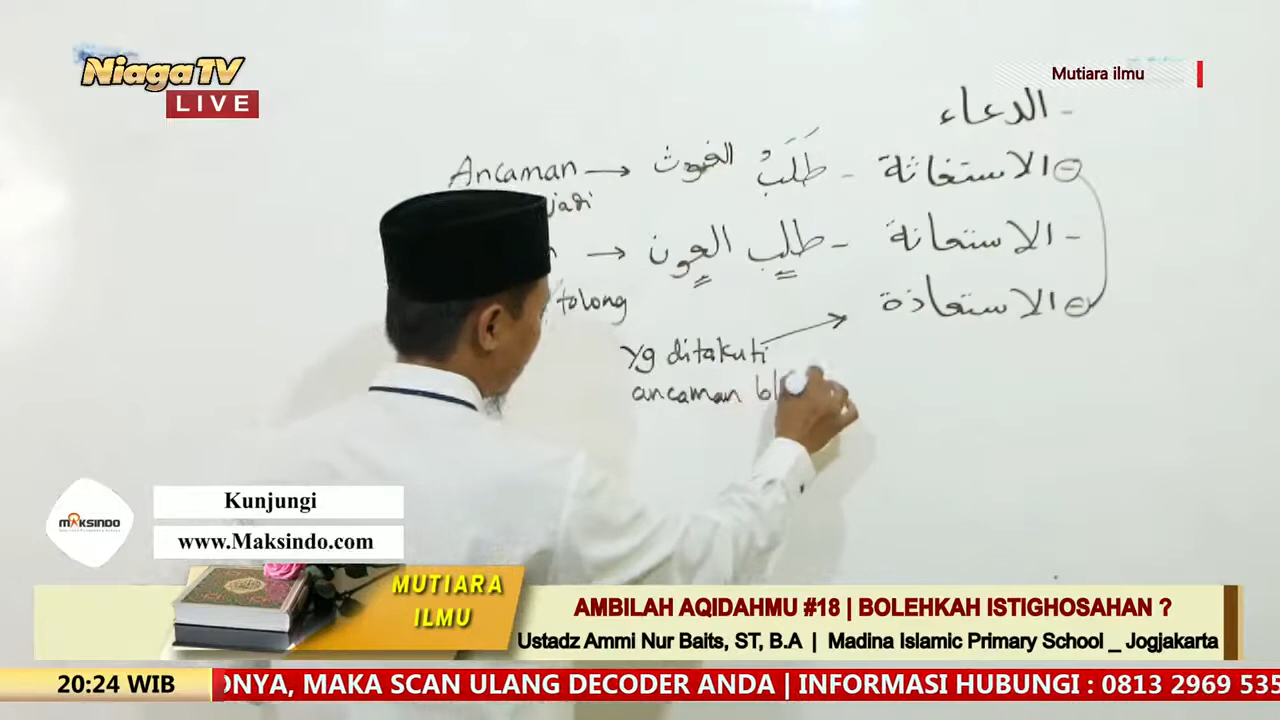 NiagaTV
LIVE
Mutiara ilmu
- الدعاء
الاستغاثة - طَلَبُ الغوث → Ancaman
jadi
- الاستعانة - طلب العون →
tolong
الاستعاذة
yg ditakuti
ancaman bl
MAKSINDO
Kunjungi
www.Maksindo.com
MUTIARA
ILMU
AMBILAH AQIDAHMU #18 | BOLEHKAH ISTIGHOSAHAN ?
Ustadz Ammi Nur Baits, ST, B.A | Madina Islamic Primary School _ Jogjakarta
20:24 WIB
NYA, MAKA SCAN ULANG DECODER ANDA | INFORMASI HUBUNGI : 0813 2969 535